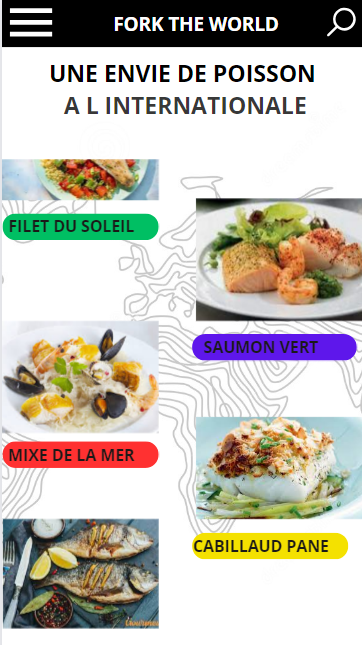 FORK THE WORLD
UNE ENVIE DE POISSON
A L INTERNATIONALE
FILET DU SOLEIL
SAUMON VERT
MIXE DE LA MER
CABILLAUD PANE